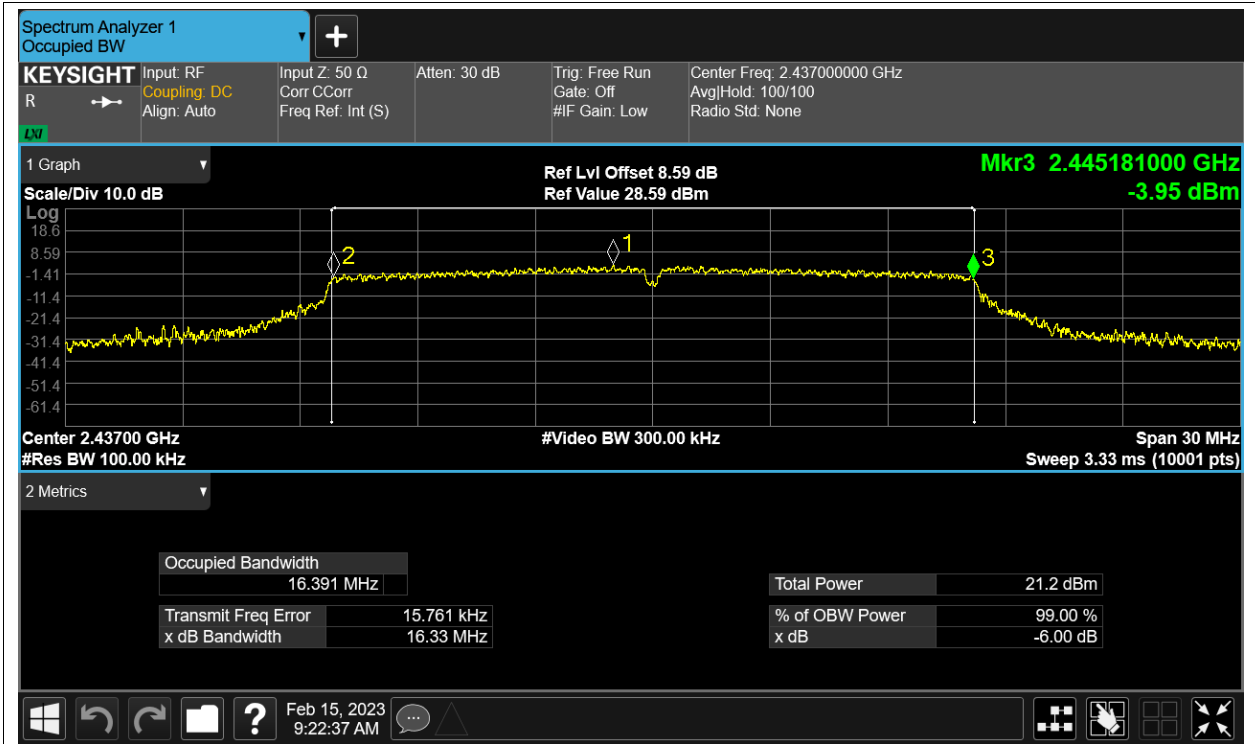 Spectrum Analyzer 1
Occupied BW
+
KEYSIGHT Input: RF Input Z: 50 Ω Atten: 30 dB Trig: Free Run Center Freq: 2.437000000 GHz
R Coupling: DC Corr CCorr Gate: Off Avg|Hold: 100/100
Align: Auto Freq Ref: Int (S) #IF Gain: Low Radio Std: None
LXI
1 Graph
Ref Lvl Offset 8.59 dB Mkr3 2.445181000 GHz
Scale/Div 10.0 dB Ref Value 28.59 dBm -3.95 dBm
Log
18.6
8.59
-1.41
-11.4
-21.4
-31.4
-41.4
-51.4
-61.4
2
1
3
Center 2.43700 GHz #Video BW 300.00 kHz Span 30 MHz
#Res BW 100.00 kHz Sweep 3.33 ms (10001 pts)
2 Metrics
Occupied Bandwidth
16.391 MHz Total Power 21.2 dBm
Transmit Freq Error 15.761 kHz % of OBW Power 99.00 %
x dB Bandwidth 16.33 MHz x dB -6.00 dB
? Feb 15, 2023
9:22:37 AM